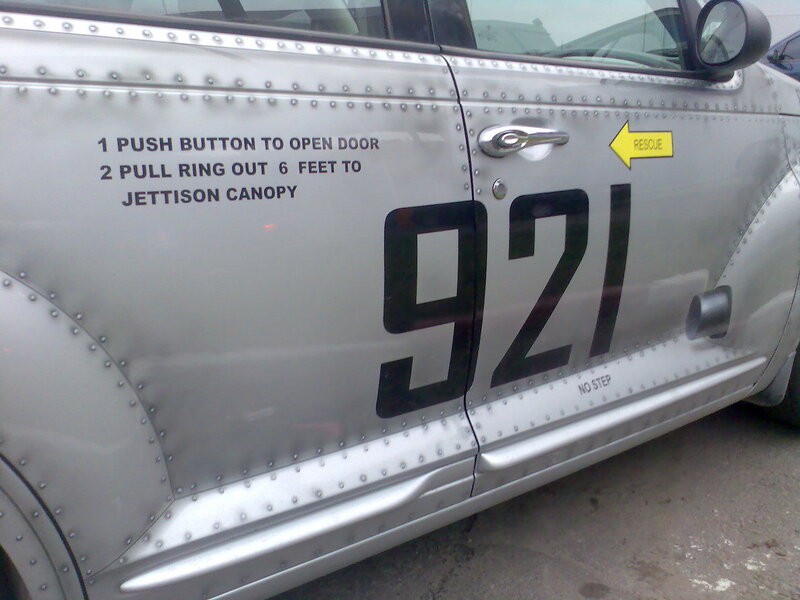 1 PUSH BUTTON TO OPEN DOOR
2 PULL RING OUT 6 FEET TO
JETTISON CANOPY
RESCUE
921
NO STEP